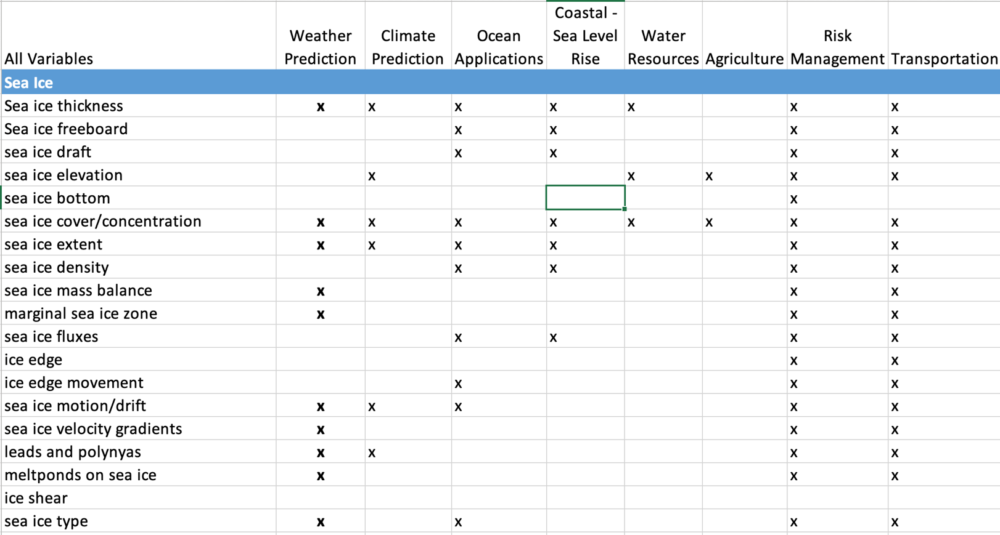 All Variables Weather Prediction Climate Prediction Ocean Applications Coastal - Sea Level Rise Water Resources Agriculture Risk Management Transportation
Sea Ice
Sea ice thickness x x x x x x x
Sea ice freeboard x x x x
sea ice draft x x x x
sea ice elevation x x x x x
sea ice bottom x
sea ice cover/concentration x x x x x x x x
sea ice extent x x x x x x
sea ice density x x x x
sea ice mass balance x x x
marginal sea ice zone x x x
sea ice fluxes x x x x
ice edge x x
ice edge movement x x x
sea ice motion/drift x x x x x
sea ice velocity gradients x x x
leads and polynyas x x x x
meltponds on sea ice x x x
ice shear
sea ice type x x x x